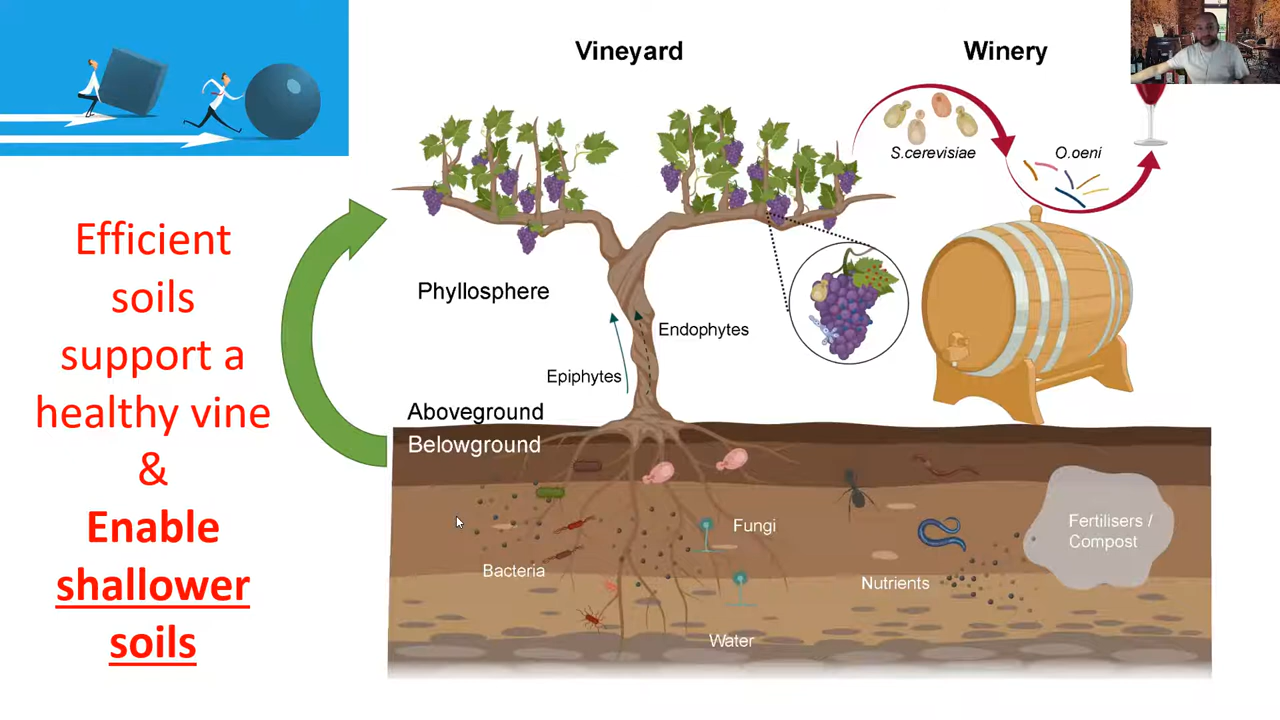 Vineyard
Winery
S.cerevisiae
O.oeni
Efficient
soils
support a
healthy vine
&
Enable
shallower
soils
Phyllosphere
Endophytes
Epiphytes
Aboveground
Belowground
Fungi
Bacteria
Nutrients
Water
Fertilisers /
Compost